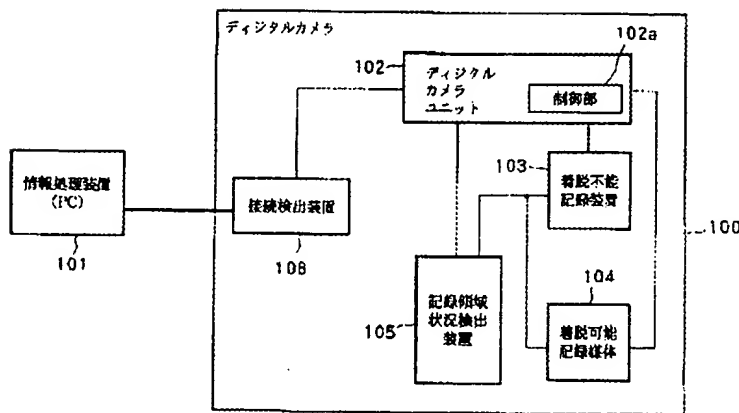 ディジタルカメラ
102a
102
ディジタル
カメラ
ユニット
制御部
103
着脱不能
記録装置
情報処理装置
(PC)
接続検出装置
100
101
108
104
記録領域
状況検出
装置
105
着脱可能
記録媒体